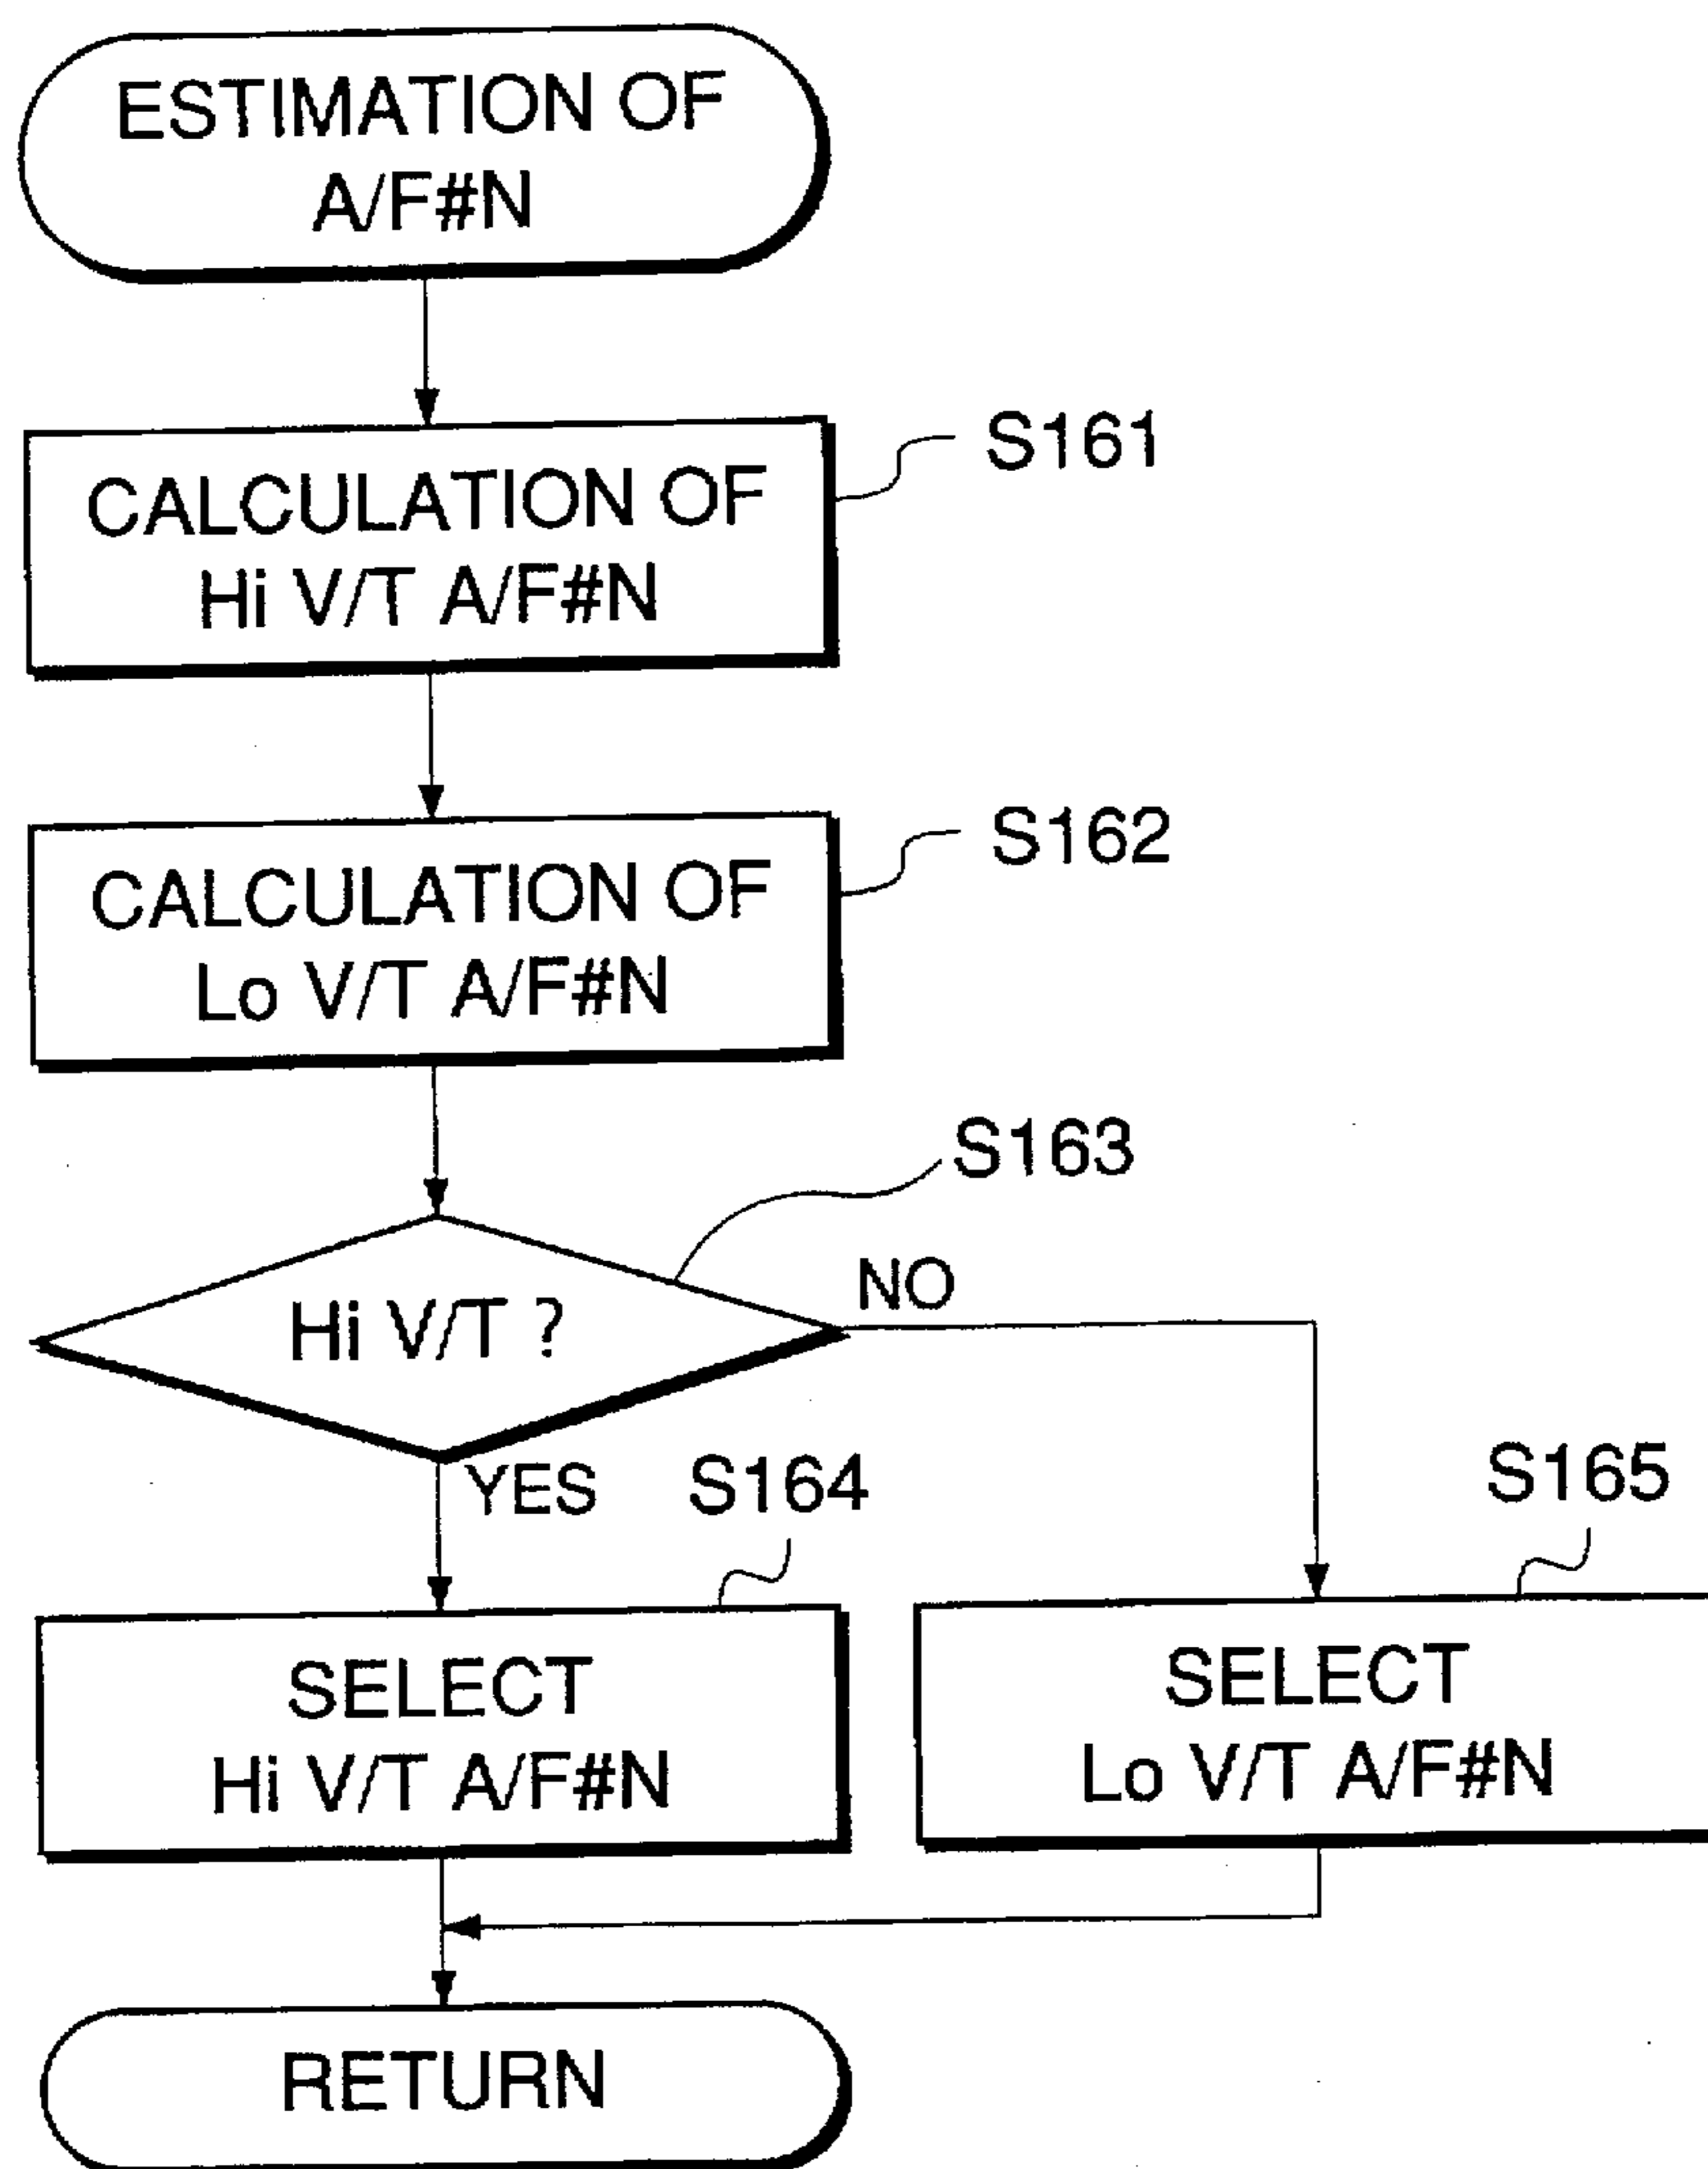 ESTIMATION OF
A/F#N
S161
CALCULATION OF
Hi V/T A/F#N
S162
CALCULATION OF
Lo V/T A/F#N
S163
NO
Hi V/T ?
YES
S164
S165
SELECT
Hi V/T A/F#N
SELECT
Lo V/T A/F#N
RETURN